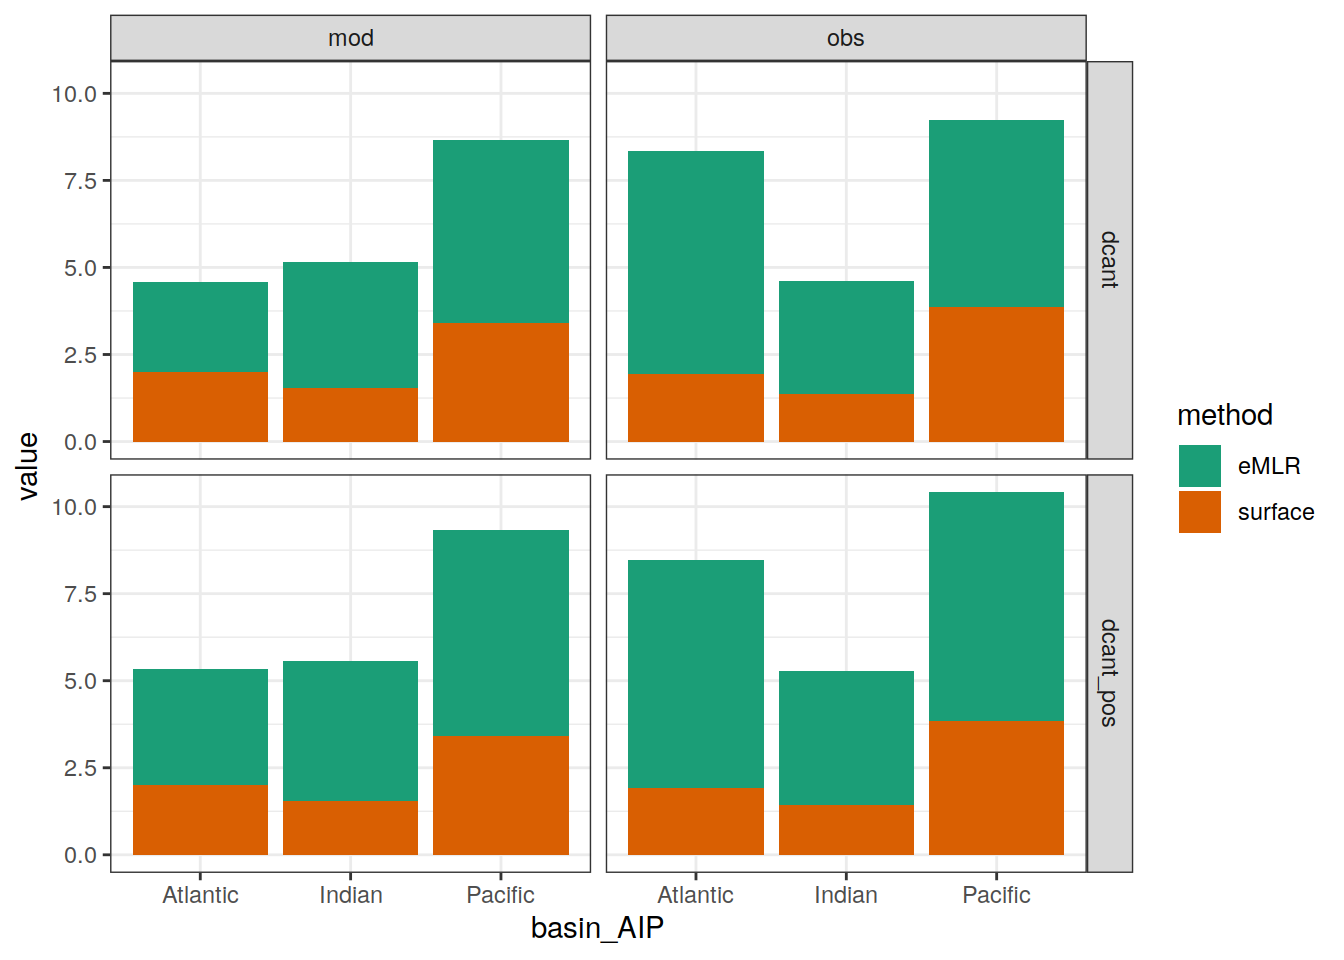 mod
obs
10.0
7.5
5.0
2.5
0.0
dcant
10.0
7.5
5.0
2.5
0.0
dcant_pos
value
Atlantic
Indian
Pacific
Atlantic
Indian
Pacific
basin_AIP
method
eMLR
surface